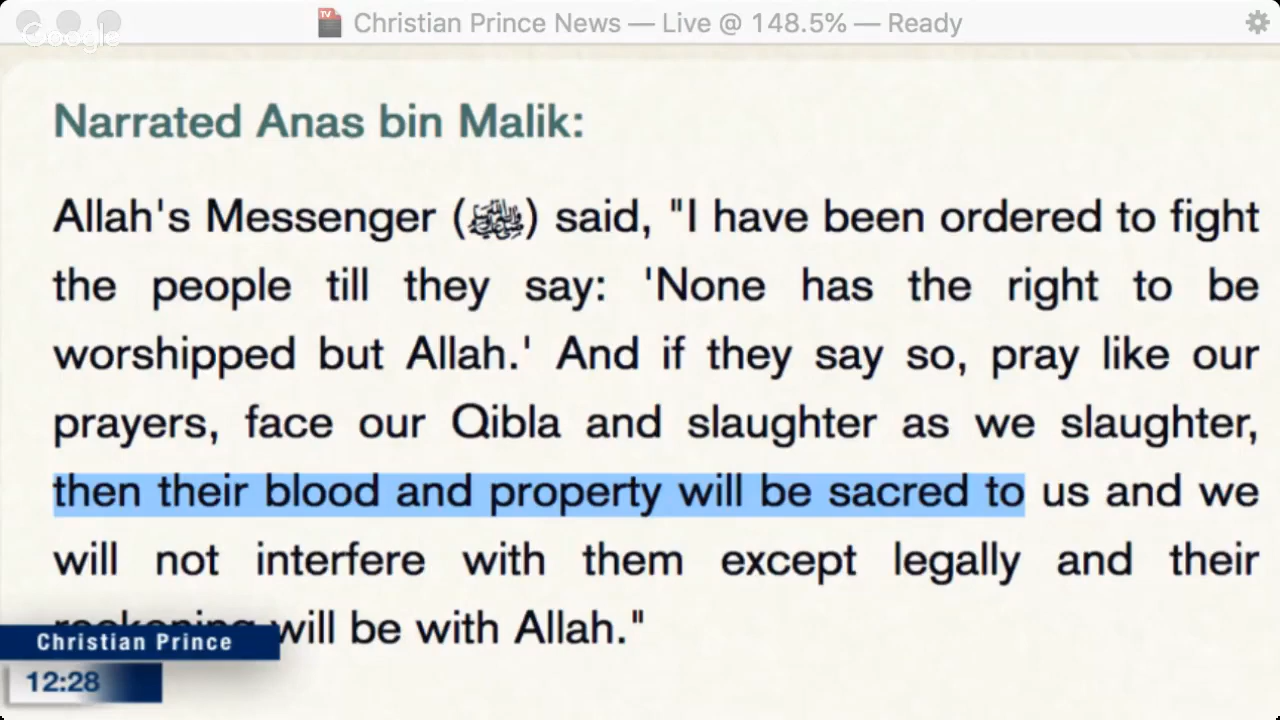 TV Christian Prince News — Live @ 148.5% — Ready
Google
Narrated Anas bin Malik:
Allah's Messenger (ﷺ) said, "I have been ordered to fight
the people till they say: 'None has the right to be
worshipped but Allah.' And if they say so, pray like our
prayers, face our Qibla and slaughter as we slaughter,
then their blood and property will be sacred to us and we
will not interfere with them except legally and their
reckoning will be with Allah."
Christian Prince
12:28